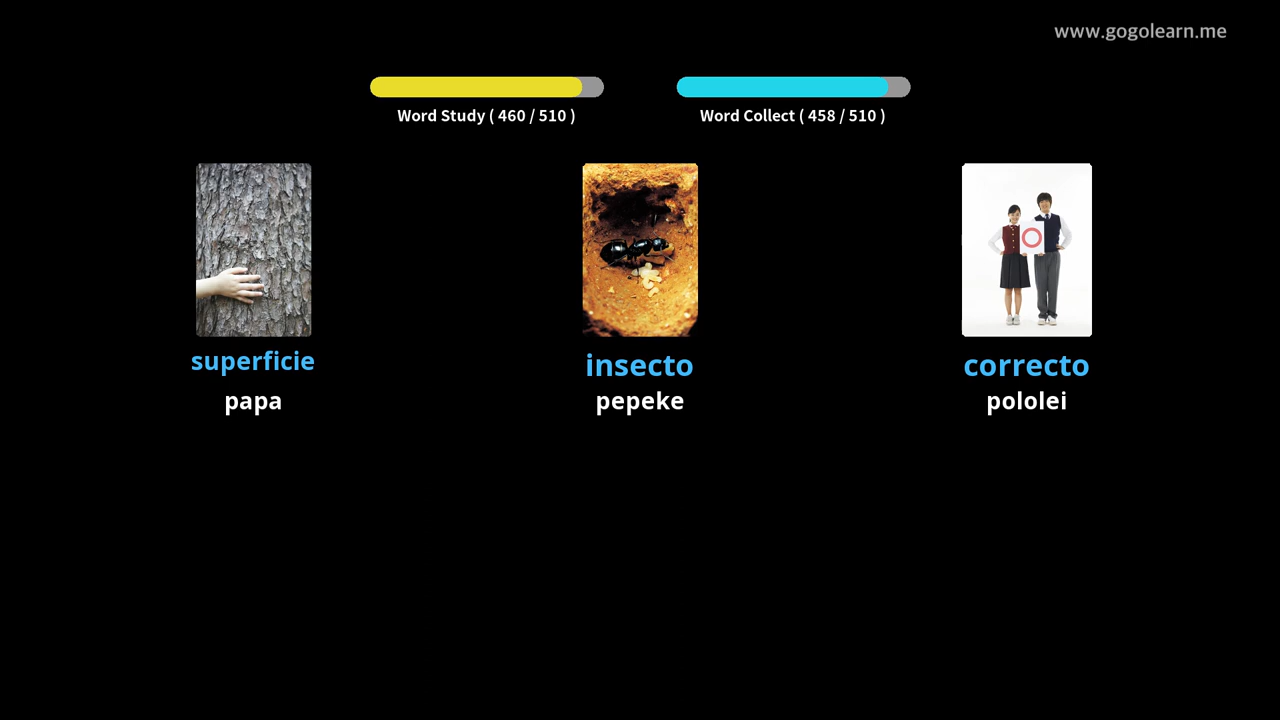 www.gogolearn.me
Word Study ( 460 / 510 )
Word Collect ( 458 / 510 )
superficie
papa
insecto
pepeke
correcto
pololei